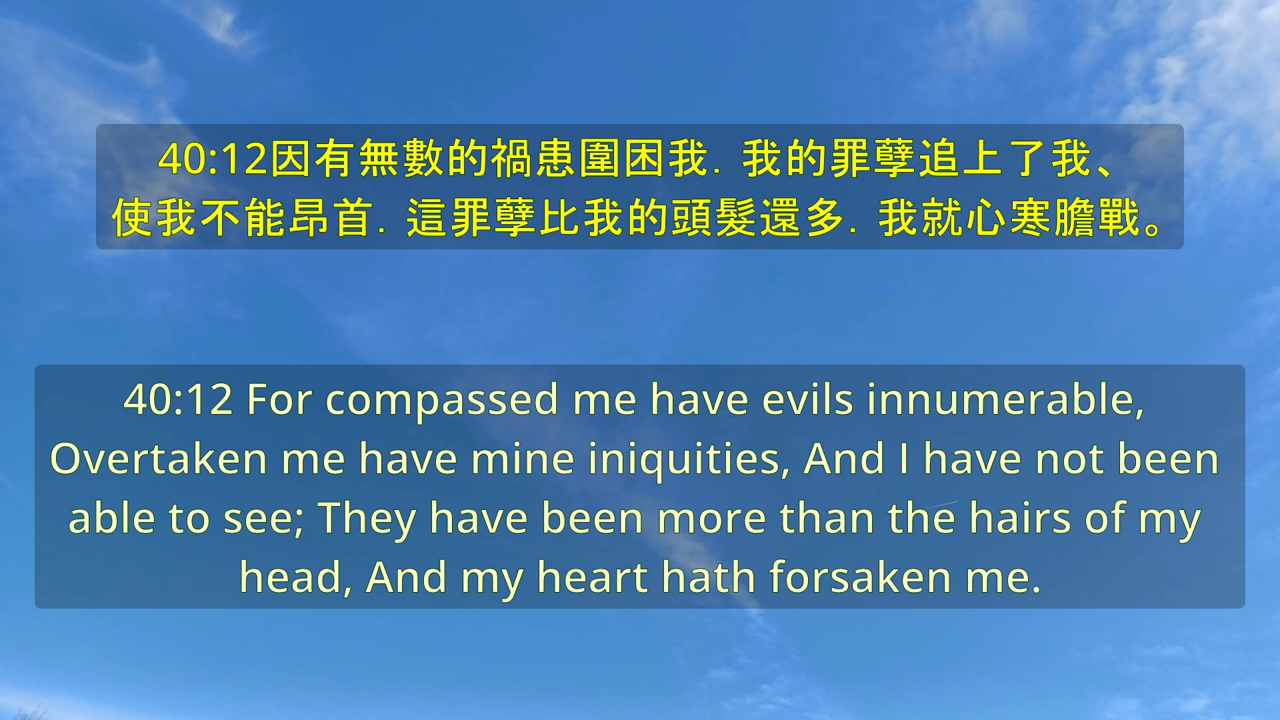 40:12因有無數的禍患圍困我．我的罪孽追上了我、
使我不能昂首．這罪孽比我的頭髮還多．我就心寒膽戰。
40:12 For compassed me have evils innumerable,
Overtaken me have mine iniquities, And I have not been
able to see; They have been more than the hairs of my
head, And my heart hath forsaken me.